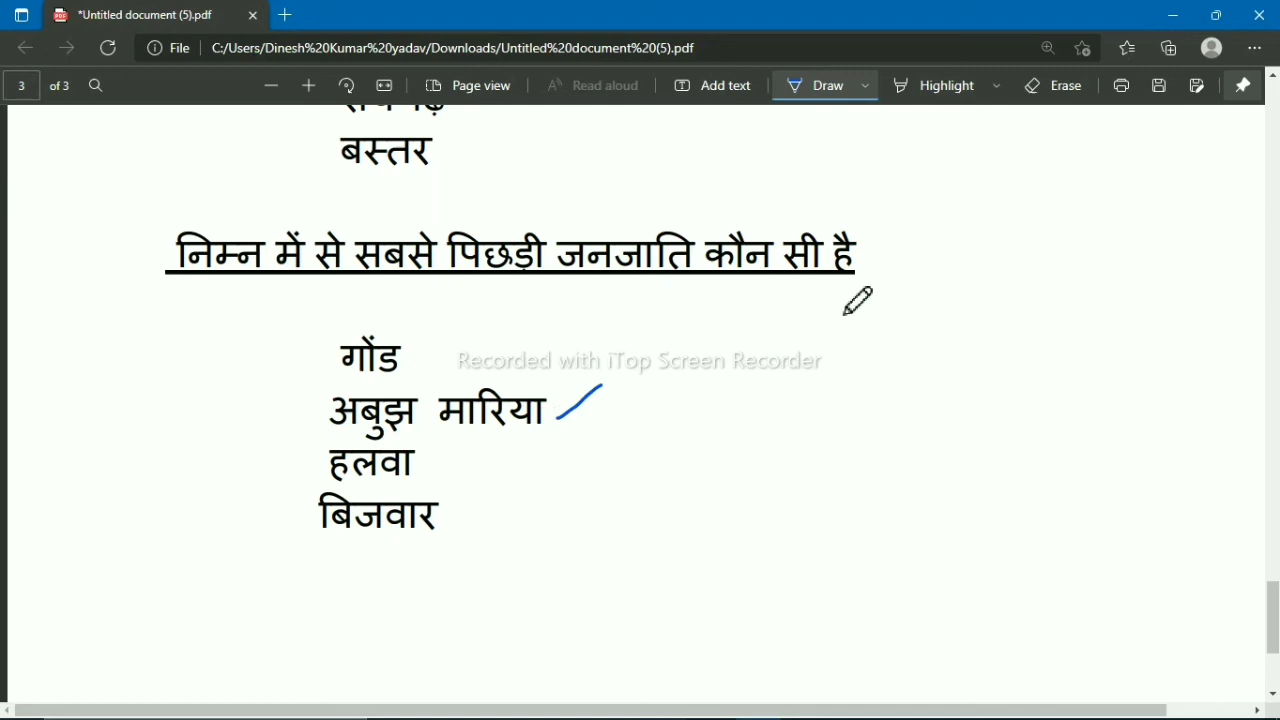 *Untitled document (5).pdf
File C:/Users/Dinesh%20Kumar%20yadav/Downloads/Untitled%20document%20(5).pdf
3 of 3 Page view Read aloud Add text Draw Highlight Erase
बस्तर
निम्न में से सबसे पिछड़ी जनजाति कौन सी है
गोंड
Recorded with iTop Screen Recorder
अबुझ मारिया
हलवा
बिजवार